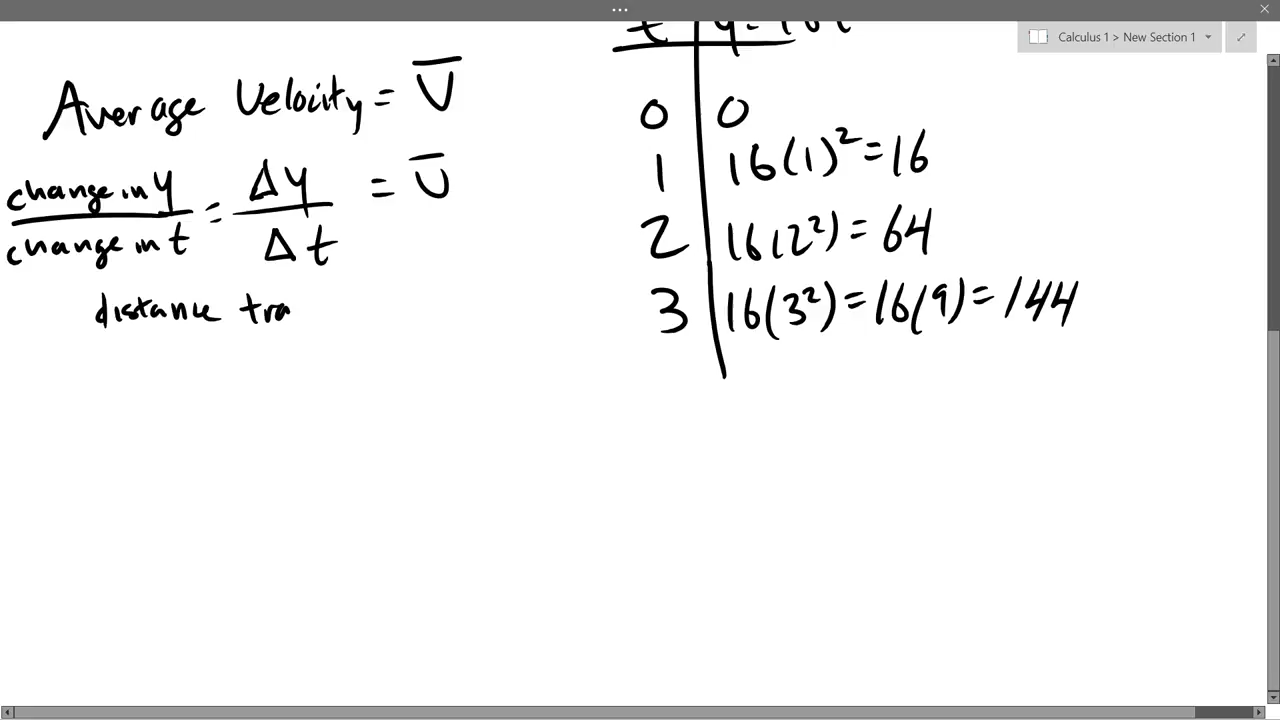 Calculus 1 > New Section 1
Average Velocity = V̅
change in y / change in t = Δy / Δt = V̅
distance tra
t | y =
0 | 0
1 | 16(1)² = 16
2 | 16(2²) = 64
3 | 16(3²) = 16(9) = 144